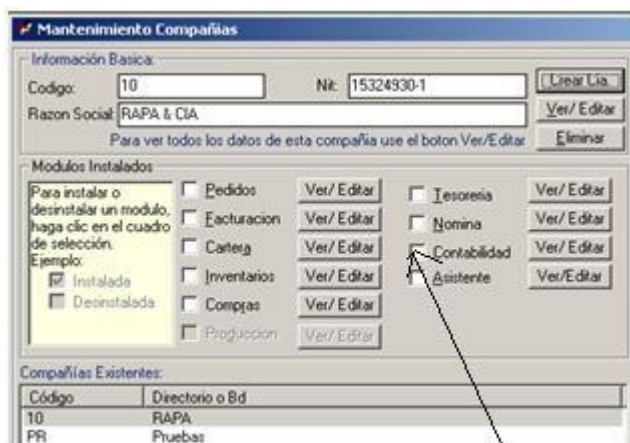 Mantenimiento Compañias
Información Basica:
Codigo: 10 Nit: 15324930-1 Crear Cia.
Razon Social: RAPA & CIA Ver/ Editar
Para ver todos los datos de esta compañia use el boton Ver/Editar Eliminar
Modulos Instalados
Para instalar o
desinstalar un modulo,
haga clic en el cuadro
de selección.
Ejemplo:
Instalada
Desinstalada
Pedidos Ver/ Editar Tesoreria Ver/ Editar
Facturacion Ver/ Editar Nomina Ver/ Editar
Cartera Ver/ Editar Contabilidad Ver/ Editar
Inventarios Ver/ Editar Asistente Ver/Editar
Compras Ver/ Editar
Produccion Ver/ Editar
Compañías Existentes:
Código Directorio o Bd
10 RAPA
PR Pruebas